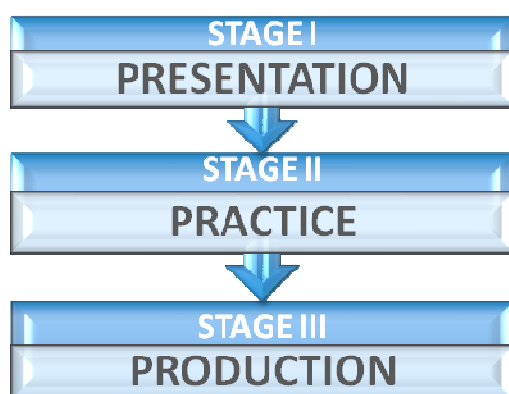 STAGE I
PRESENTATION
STAGE II
PRACTICE
STAGE III
PRODUCTION